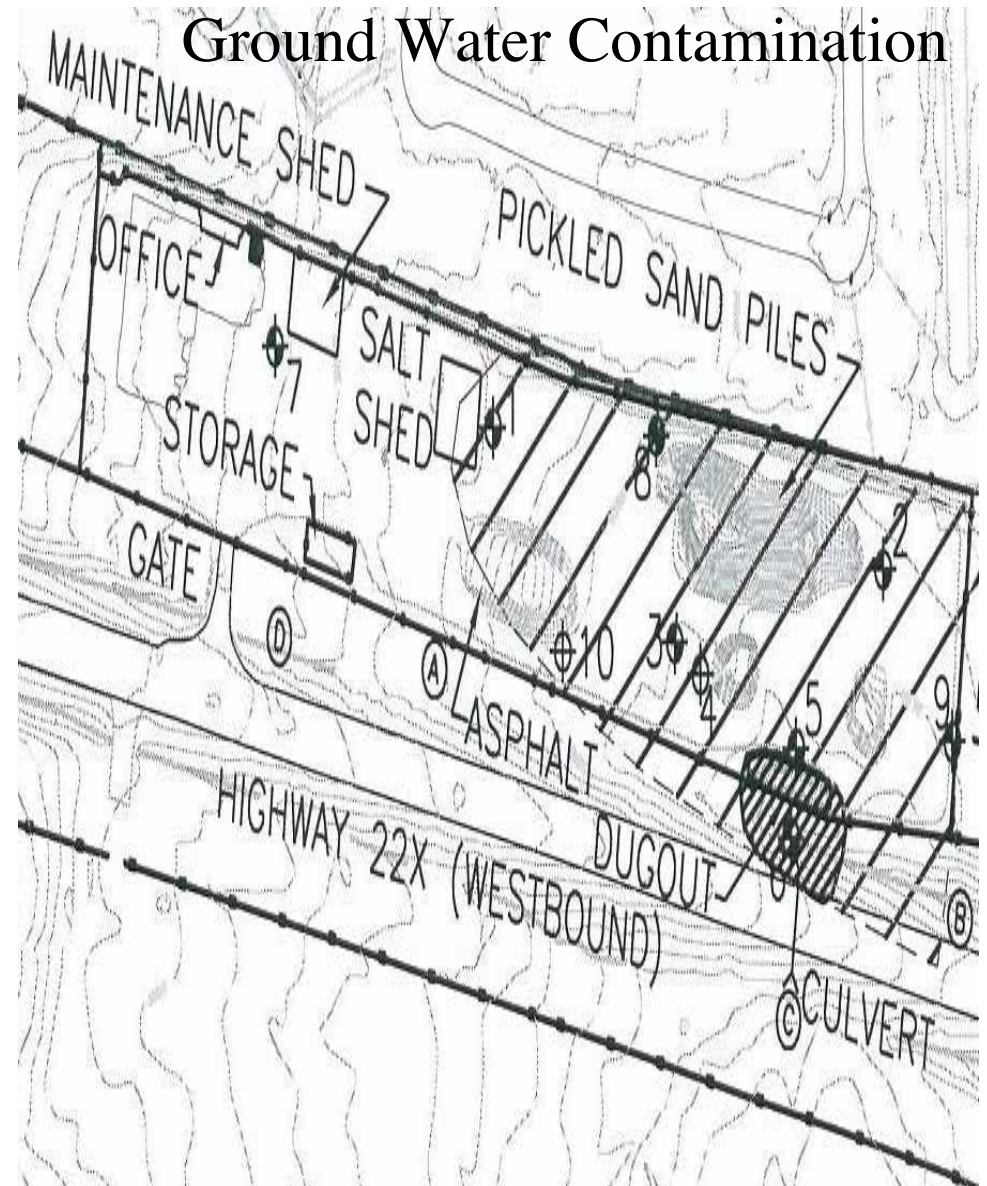 Ground Water Contamination
MAINTENANCE SHED
PICKLED SAND PILES
OFFICE
SALT
SHED
7
1
8
STORAGE
2
GATE
D
A
10
3
4
5
9
ASPHALT
HIGHWAY 22X (WESTBOUND)
DUGOUT
B
C
CULVERT